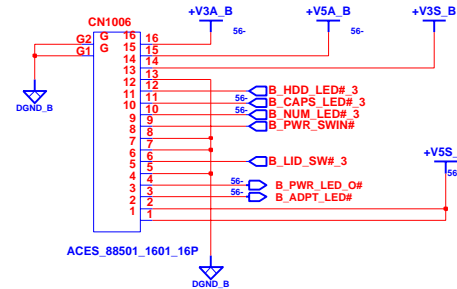 CN1006
+V3A_B
+V5A_B
+V3S_B
56-
56-
G2 G 16 16
G1 G 15 15
14 14
13 13
12 12 B_HDD_LED#_3
11 11 56- B_CAPS_LED#_3
10 10 56- B_NUM_LED#_3
9 9 56- B_PWR_SWIN#
8 8
7 7
6 6 56- B_LID_SW#_3
5 5
4 4 56- B_PWR_LED_O#
3 3 56- B_ADPT_LED#
2 2
1 1
+V5S_
56
DGND_B
ACES_88501_1601_16P
DGND_B